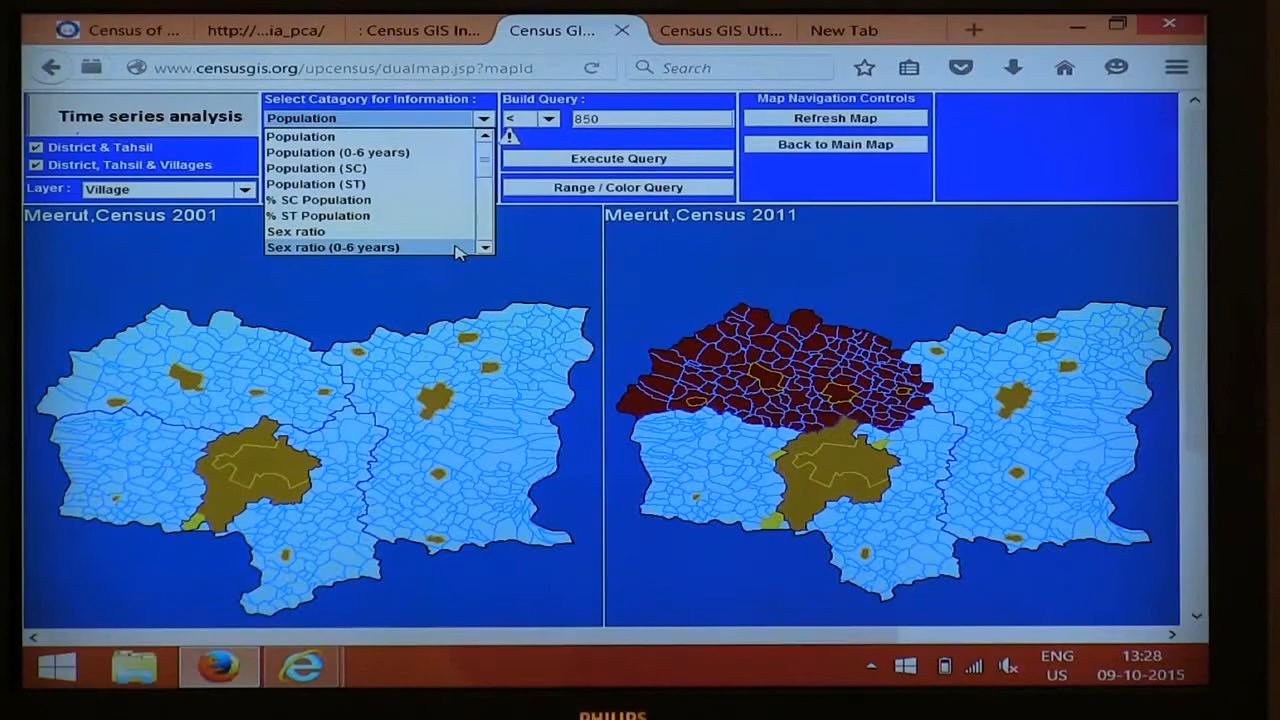 Census of ...
http://...ia_pca/
: Census GIS In...
Census GI...
Census GIS Utt...
New Tab
www.censusgis.org/upcensus/dualmap.jsp?mapId
Search
Time series analysis
District & Tahsil
District, Tahsil & Villages
Layer :
Village
Select Catagory for Information :
Population
Population
Population (0-6 years)
Population (SC)
Population (ST)
% SC Population
% ST Population
Sex ratio
Sex ratio (0-6 years)
Build Query :
<
850
Execute Query
Range / Color Query
Map Navigation Controls
Refresh Map
Back to Main Map
Meerut,Census 2001
Meerut,Census 2011
ENG
US
13:28
09-10-2015
PHILIPS